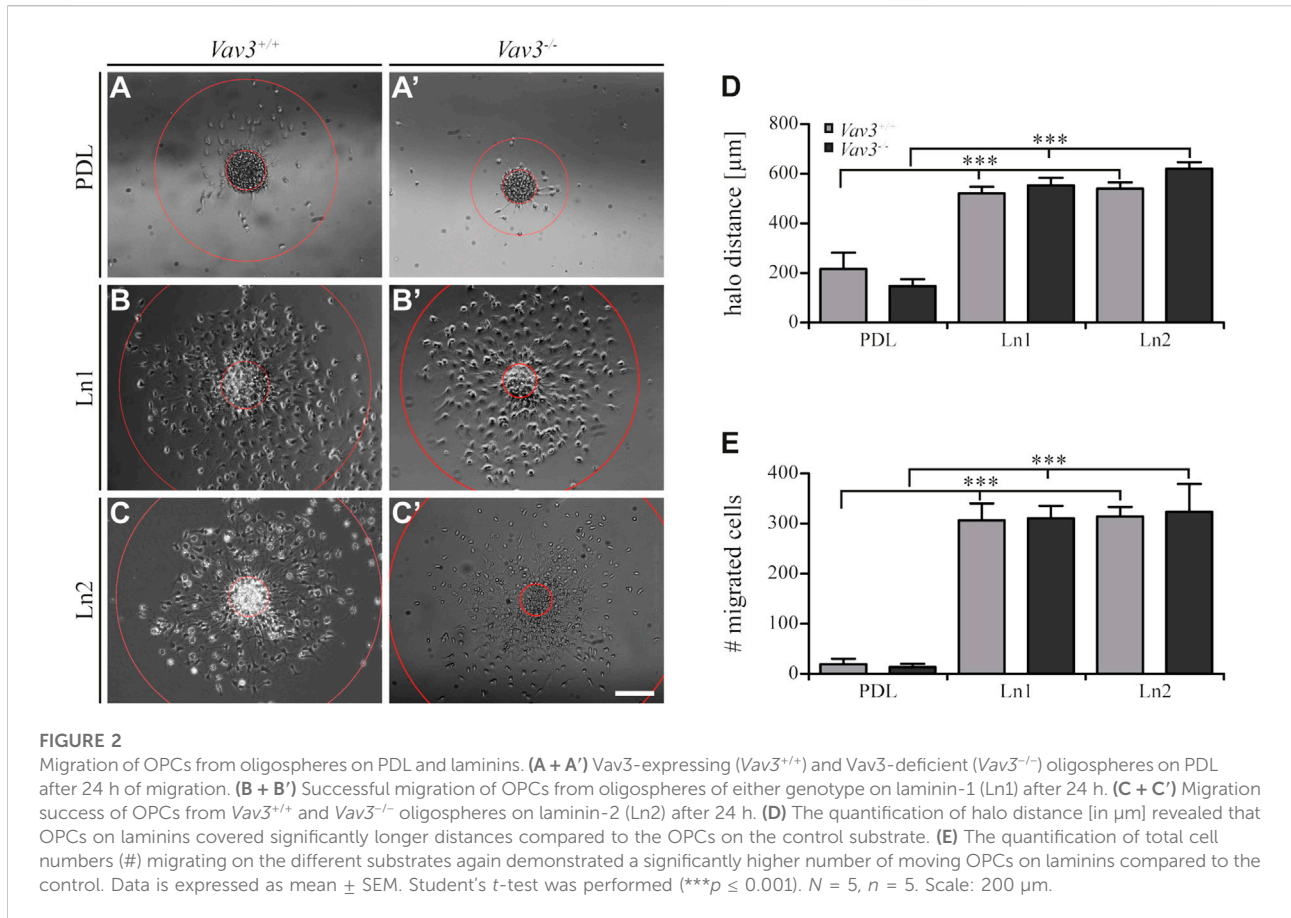 Vav3+/+
Vav3-/-
A
A'
PDL
B
B'
Ln1
C
C'
Ln2
D
halo distance [µm]
800
600
400
200
0
Vav3+/+
Vav3-/-
***
***
PDL
Ln1
Ln2
E
# migrated cells
400
300
200
100
0
***
***
PDL
Ln1
Ln2
FIGURE 2
Migration of OPCs from oligospheres on PDL and laminins. (A + A') Vav3-expressing (Vav3+/+) and Vav3-deficient (Vav3−/−) oligospheres on PDL
after 24 h of migration. (B + B') Successful migration of OPCs from oligospheres of either genotype on laminin-1 (Ln1) after 24 h. (C + C') Migration
success of OPCs from Vav3+/+ and Vav3−/− oligospheres on laminin-2 (Ln2) after 24 h. (D) The quantification of halo distance [in µm] revealed that
OPCs on laminins covered significantly longer distances compared to the OPCs on the control substrate. (E) The quantification of total cell
numbers (#) migrating on the different substrates again demonstrated a significantly higher number of moving OPCs on laminins compared to the
control. Data is expressed as mean ± SEM. Student's t-test was performed (***p ≤ 0.001). N = 5, n = 5. Scale: 200 µm.